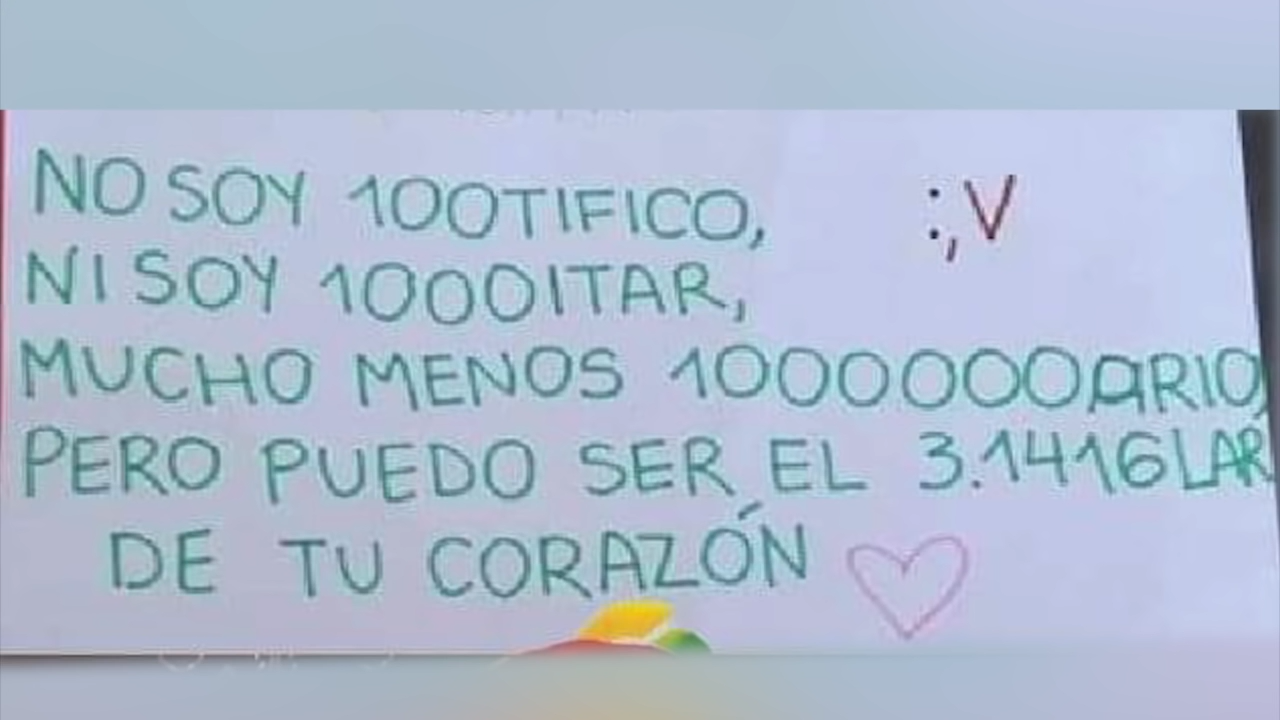 NO SOY 100TIFICO, :,V
NI SOY 1000ITAR,
MUCHO MENOS 1000000ARIO,
PERO PUEDO SER EL 3.1416LAR
DE TU CORAZÓN